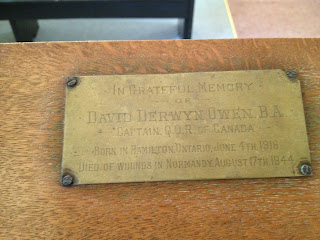 IN GRATEFUL MEMORY
OF
DAVID DERWYN OWEN, B.A.
CAPTAIN, Q.O.R. OF CANADA
BORN IN HAMILTON, ONTARIO, JUNE 4TH, 1918
DIED OF WOUNDS IN NORMANDY, AUGUST 17TH, 1944